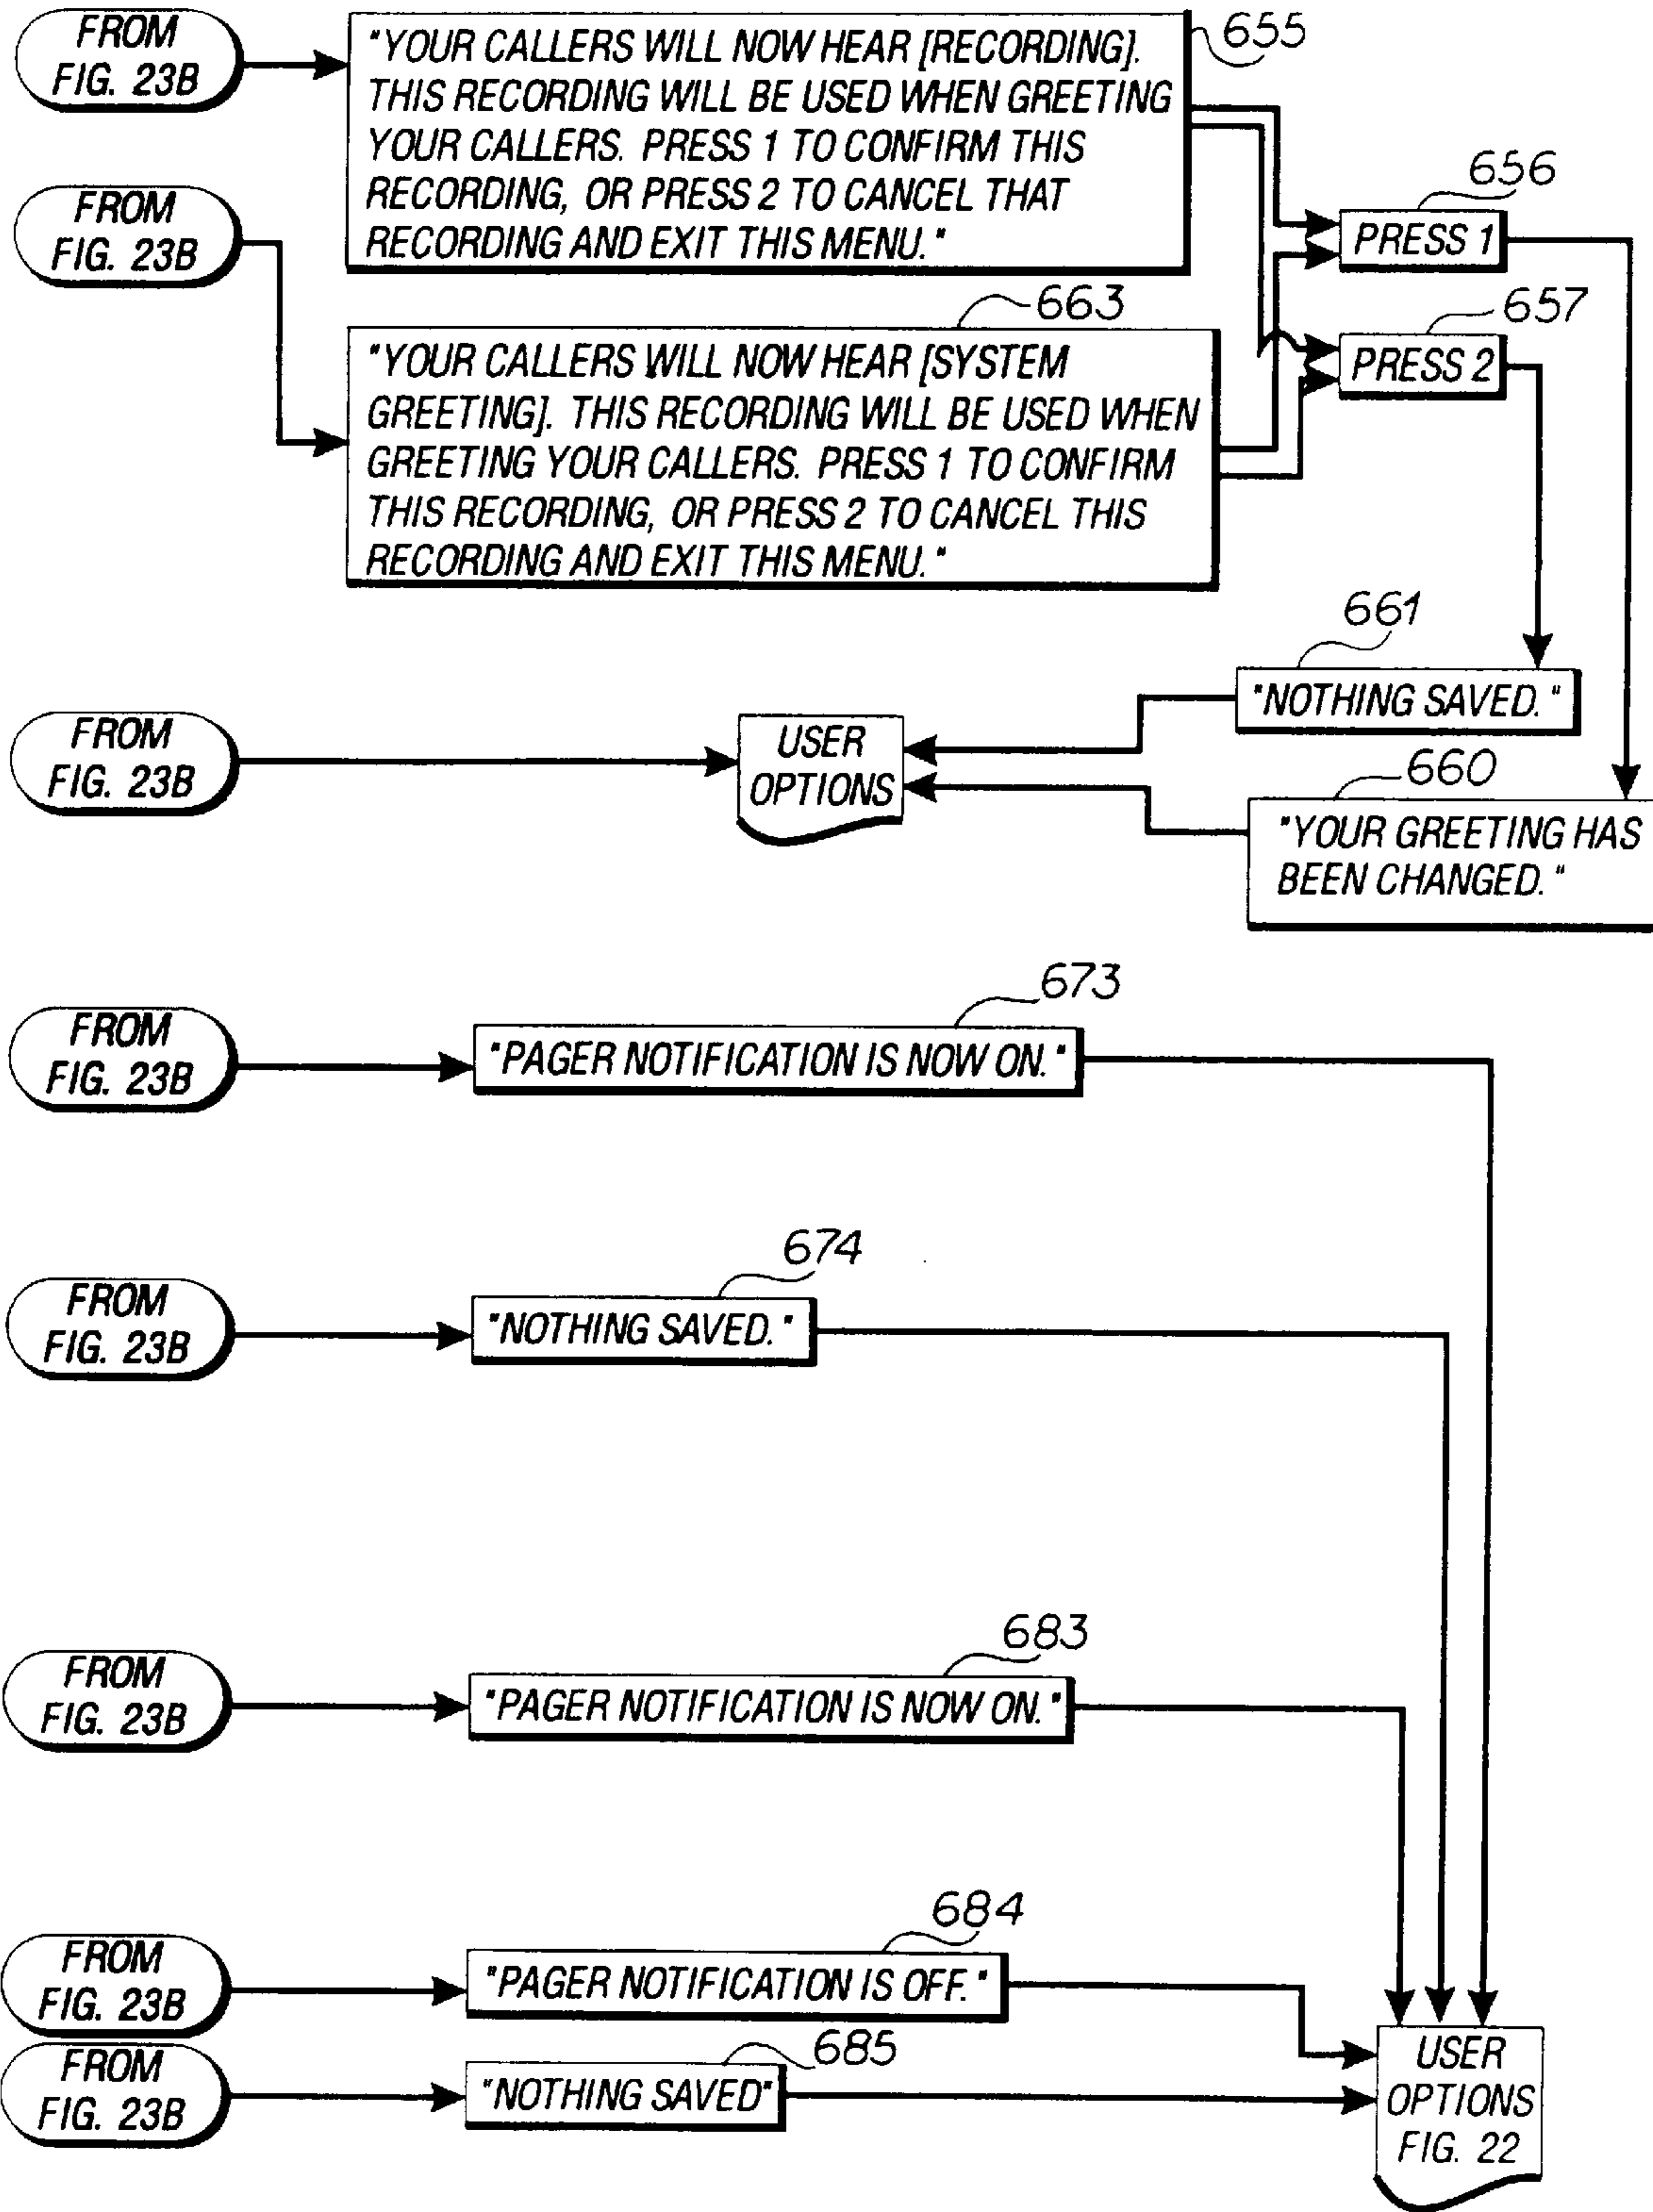 FROM
FIG. 23B
"YOUR CALLERS WILL NOW HEAR [RECORDING].
THIS RECORDING WILL BE USED WHEN GREETING
YOUR CALLERS. PRESS 1 TO CONFIRM THIS
RECORDING, OR PRESS 2 TO CANCEL THAT
RECORDING AND EXIT THIS MENU."
655
FROM
FIG. 23B
656
PRESS 1
663
657
PRESS 2
"YOUR CALLERS WILL NOW HEAR [SYSTEM
GREETING]. THIS RECORDING WILL BE USED WHEN
GREETING YOUR CALLERS. PRESS 1 TO CONFIRM
THIS RECORDING, OR PRESS 2 TO CANCEL THIS
RECORDING AND EXIT THIS MENU."
661
"NOTHING SAVED."
FROM
FIG. 23B
USER
OPTIONS
660
"YOUR GREETING HAS
BEEN CHANGED."
673
FROM
FIG. 23B
"PAGER NOTIFICATION IS NOW ON."
674
FROM
FIG. 23B
"NOTHING SAVED."
683
FROM
FIG. 23B
"PAGER NOTIFICATION IS NOW ON."
684
FROM
FIG. 23B
"PAGER NOTIFICATION IS OFF."
685
FROM
FIG. 23B
"NOTHING SAVED"
USER
OPTIONS
FIG. 22